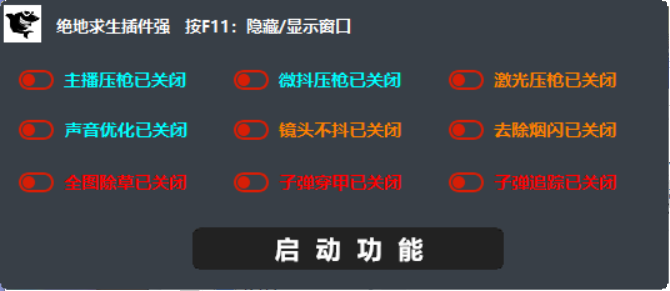 绝地求生插件强 按F11：隐藏/显示窗口
主播压枪已关闭 微抖压枪已关闭 激光压枪已关闭
声音优化已关闭 镜头不抖已关闭 去除烟闪已关闭
全图除草已关闭 子弹穿甲已关闭 子弹追踪已关闭
启动功能